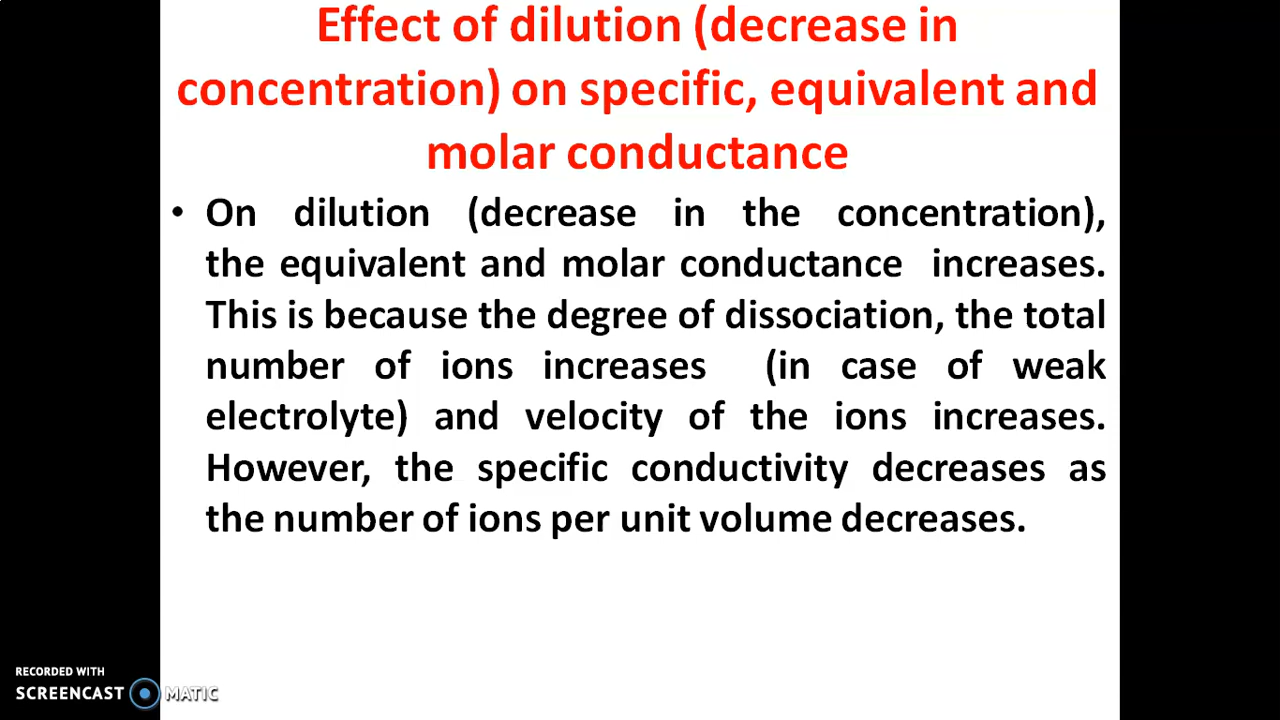 Effect of dilution (decrease in
concentration) on specific, equivalent and
molar conductance
• On dilution (decrease in the concentration),
the equivalent and molar conductance increases.
This is because the degree of dissociation, the total
number of ions increases (in case of weak
electrolyte) and velocity of the ions increases.
However, the specific conductivity decreases as
the number of ions per unit volume decreases.
RECORDED WITH
SCREENCAST MATIC